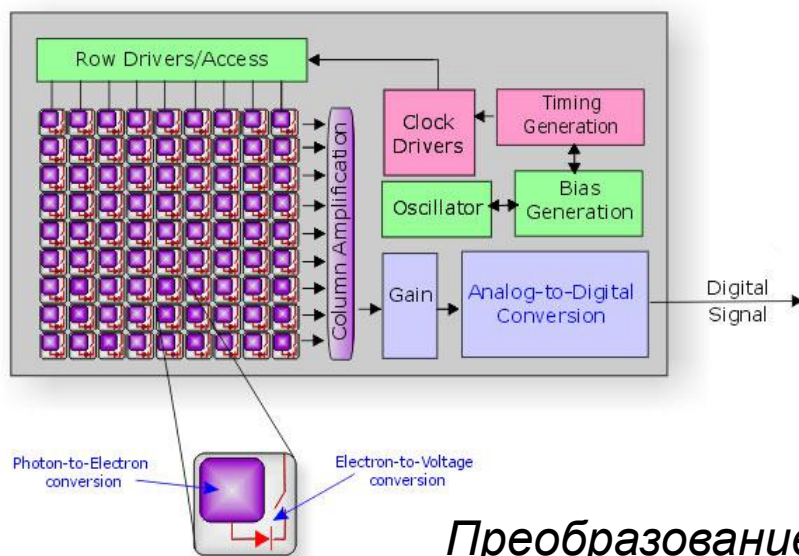 Row Drivers/Access
Clock
Drivers
Timing
Generation
Oscillator
Bias
Generation
Column Amplification
Gain
Analog-to-Digital
Conversion
Digital
Signal
Photon-to-Electron
conversion
Electron-to-Voltage
conversion
Преобразование